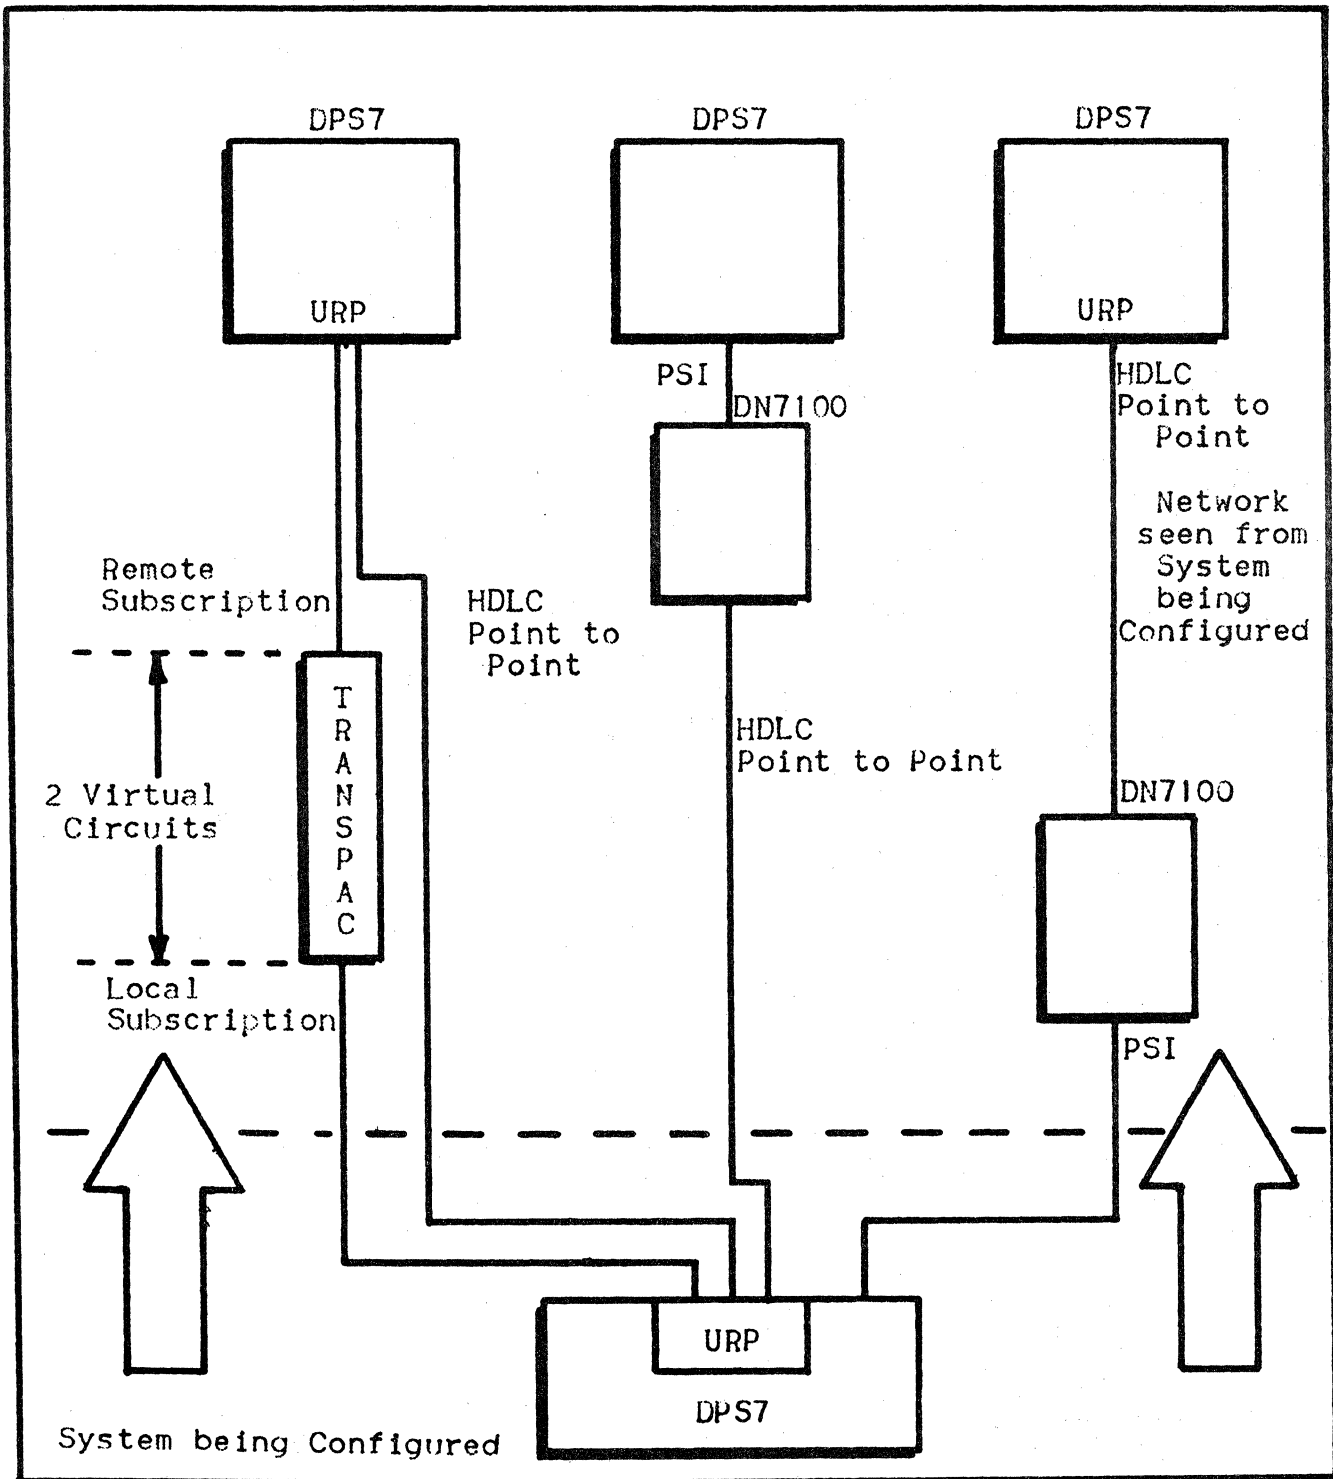 DPS7
DPS7
DPS7
URP
URP
PSI
DN7100
HDLC
Point to
Point
Network
seen from
System
being
Configured
Remote
Subscription
HDLC
Point to
Point
TRANSPAC
HDLC
Point to Point
2 Virtual
Circuits
DN7100
Local
Subscription
PSI
URP
DPS7
System being Configured